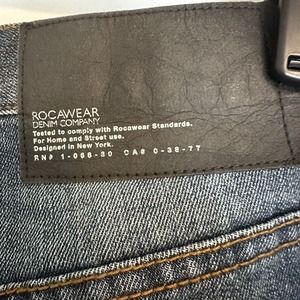 ROCAWEAR
DENIM COMPANY
Tested to comply with Rocawear Standards.
For Home and Street use.
Designed in New York.
RN# 1-068-30 CA# 0-38-77